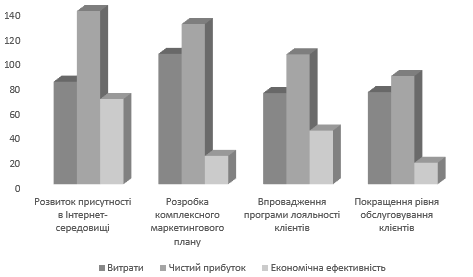 140
120
100
80
60
40
20
0
Розвиток присутності
в Інтернет-
середовищі
Розробка
комплексного
маркетингового
плану
Впровадження
програми лояльності
клієнтів
Покращення рівня
обслуговування
клієнтів
Витрати
Чистий прибуток
Економічна ефективність